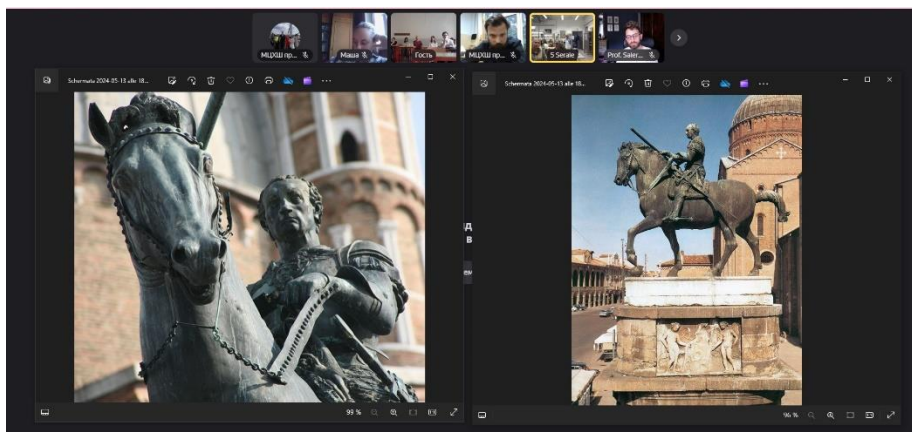 МЦХШ пр...
Маша
Гость
МЦХШ пр...
5 Serale
Prof. Saler...
Schermata 2024-05-13 alle 18...
Schermata 2024-05-13 alle 18...
99 %
96 %